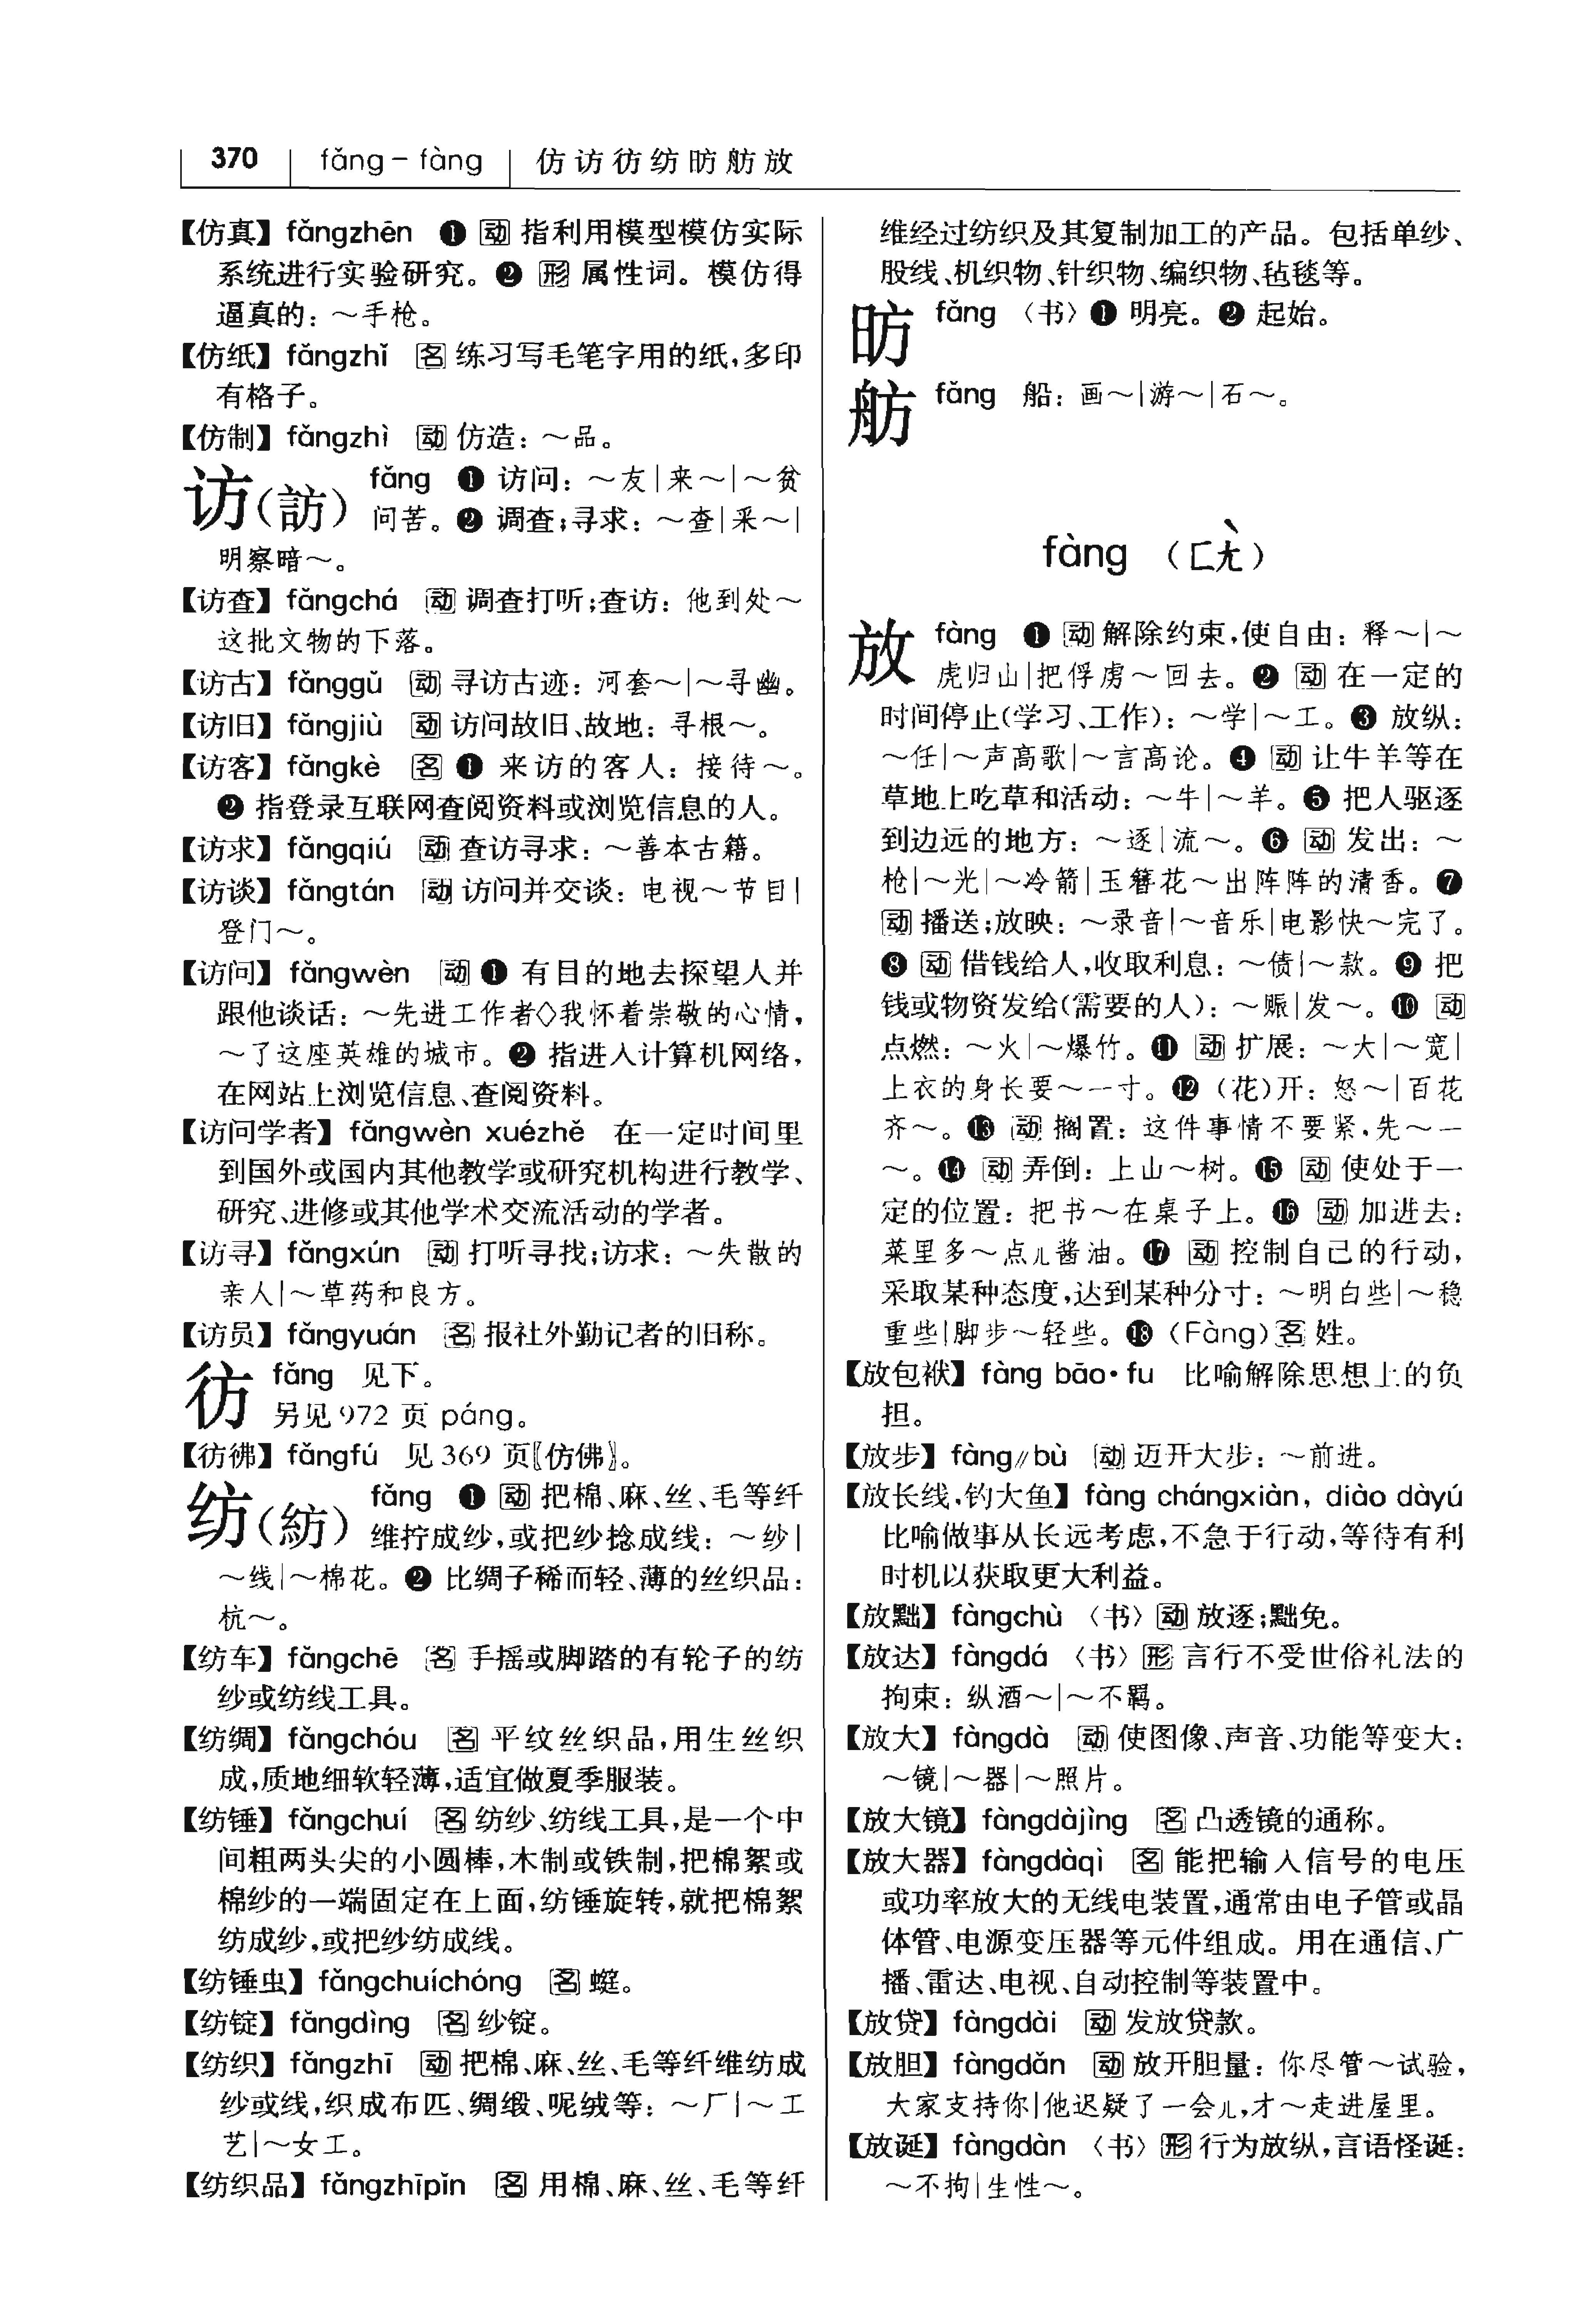 370 fǎng – fàng 仿访彷纺昉舫放
【仿真】 fǎngzhēn ❶ 动 指利用模型模仿实际
系统进行实验研究。❷ 形 属性词。模仿得
逼真的：～手枪。
【仿纸】 fǎngzhǐ 名 练习写毛笔字用的纸，多印
有格子。
【仿制】 fǎngzhì 动 仿造：～品。
访（訪） fǎng ❶ 访问：～友｜来～｜～贫
问苦。❷ 调查；寻求：～查｜采～｜
明察暗～。
【访查】 fǎngchá 动 调查打听；查访：他到处～
这批文物的下落。
【访古】 fǎnggǔ 动 寻访古迹：河套～｜～寻幽。
【访旧】 fǎngjiù 动 访问故旧、故地：寻根～。
【访客】 fǎngkè 名 ❶ 来访的客人：接待～。
❷ 指登录互联网查阅资料或浏览信息的人。
【访求】 fǎngqiú 动 查访寻求：～善本古籍。
【访谈】 fǎngtán 动 访问并交谈：电视～节目｜
登门～。
【访问】 fǎngwèn 动 ❶ 有目的地去探望人并
跟他谈话：～先进工作者◇我怀着崇敬的心情，
～了这座英雄的城市。❷ 指进入计算机网络，
在网站上浏览信息、查阅资料。
【访问学者】 fǎngwèn xuézhě 在一定时间里
到国外或国内其他教学或研究机构进行教学、
研究、进修或其他学术交流活动的学者。
【访寻】 fǎngxún 动 打听寻找；访求：～失散的
亲人｜～草药和良方。
【访员】 fǎngyuán 名 报社外勤记者的旧称。
彷 fǎng 见下。
另见972 页 páng。
【彷彿】 fǎngfú 见 369 页〖仿佛〗。
纺（紡） fǎng ❶ 动 把棉、麻、丝、毛等纤
维拧成纱，或把纱捻成线：～纱｜
～线｜～棉花。❷ 比绸子稀而轻、薄的丝织品：
杭～。
【纺车】 fǎngchē 名 手摇或脚踏的有轮子的纺
纱或纺线工具。
【纺绸】 fǎngchóu 名 平纹丝织品，用生丝织
成，质地细软轻薄，适宜做夏季服装。
【纺锤】 fǎngchuí 名 纺纱、纺线工具，是一个中
间粗两头尖的小圆棒，木制或铁制，把棉絮或
棉纱的一端固定在上面，纺锤旋转，就把棉絮
纺成纱，或把纱纺成线。
【纺锤虫】 fǎngchuíchóng 名 䗴。
【纺锭】 fǎngdìng 名 纱锭。
【纺织】 fǎngzhī 动 把棉、麻、丝、毛等纤维纺成
纱或线，织成布匹、绸缎、呢绒等：～厂｜～工
艺｜～女工。
【纺织品】 fǎngzhīpǐn 名 用棉、麻、丝、毛等纤
维经过纺织及其复制加工的产品。包括单纱、
股线、机织物、针织物、编织物、毡毯等。
昉 fǎng 〈书〉❶ 明亮。❷ 起始。
舫 fǎng 船：画～｜游～｜石～。
fàng （ㄈㄤˋ）
放 fàng ❶ 动 解除约束，使自由：释～｜～
虎归山｜把俘虏～回去。❷ 动 在一定的
时间停止（学习、工作）：～学｜～工。❸ 放纵：
～任｜～声高歌｜～言高论。❹ 动 让牛羊等在
草地上吃草和活动：～牛｜～羊。❺ 把人驱逐
到边远的地方：～逐｜流～。❻ 动 发出：～
枪｜～光｜～冷箭｜玉簪花～出阵阵的清香。❼
动 播送；放映：～录音｜～音乐｜电影快～完了。
❽ 动 借钱给人，收取利息：～债｜～款。❾ 把
钱或物资发给（需要的人）：～赈｜发～。❿ 动
点燃：～火｜～爆竹。⓫ 动 扩展：～大｜～宽｜
上衣的身长要～一寸。⓬ （花）开：怒～｜百花
齐～。⓭ 动 搁置：这件事情不要紧，先～一
～。⓮ 动 弄倒：上山～树。⓯ 动 使处于一
定的位置：把书～在桌子上。⓰ 动 加进去：
菜里多～点儿酱油。⓱ 动 控制自己的行动，
采取某种态度，达到某种分寸：～明白些｜～稳
重些｜脚步～轻些。⓲ （Fàng）名 姓。
【放包袱】 fàng bāo·fu 比喻解除思想上的负
担。
【放步】 fàng∥bù 动 迈开大步：～前进。
【放长线，钓大鱼】 fàng chángxiàn, diào dàyú
比喻做事从长远考虑，不急于行动，等待有利
时机以获取更大利益。
【放黜】 fàngchù 〈书〉动 放逐；黜免。
【放达】 fàngdá 〈书〉形 言行不受世俗礼法的
拘束：纵酒～｜～不羁。
【放大】 fàngdà 动 使图像、声音、功能等变大：
～镜｜～器｜～照片。
【放大镜】 fàngdàjìng 名 凸透镜的通称。
【放大器】 fàngdàqì 名 能把输入信号的电压
或功率放大的无线电装置，通常由电子管或晶
体管、电源变压器等元件组成。用在通信、广
播、雷达、电视、自动控制等装置中。
【放贷】 fàngdài 动 发放贷款。
【放胆】 fàngdǎn 动 放开胆量：你尽管～试验，
大家支持你｜他迟疑了一会儿，才～走进屋里。
【放诞】 fàngdàn 〈书〉形 行为放纵，言语怪诞：
～不拘｜生性～。